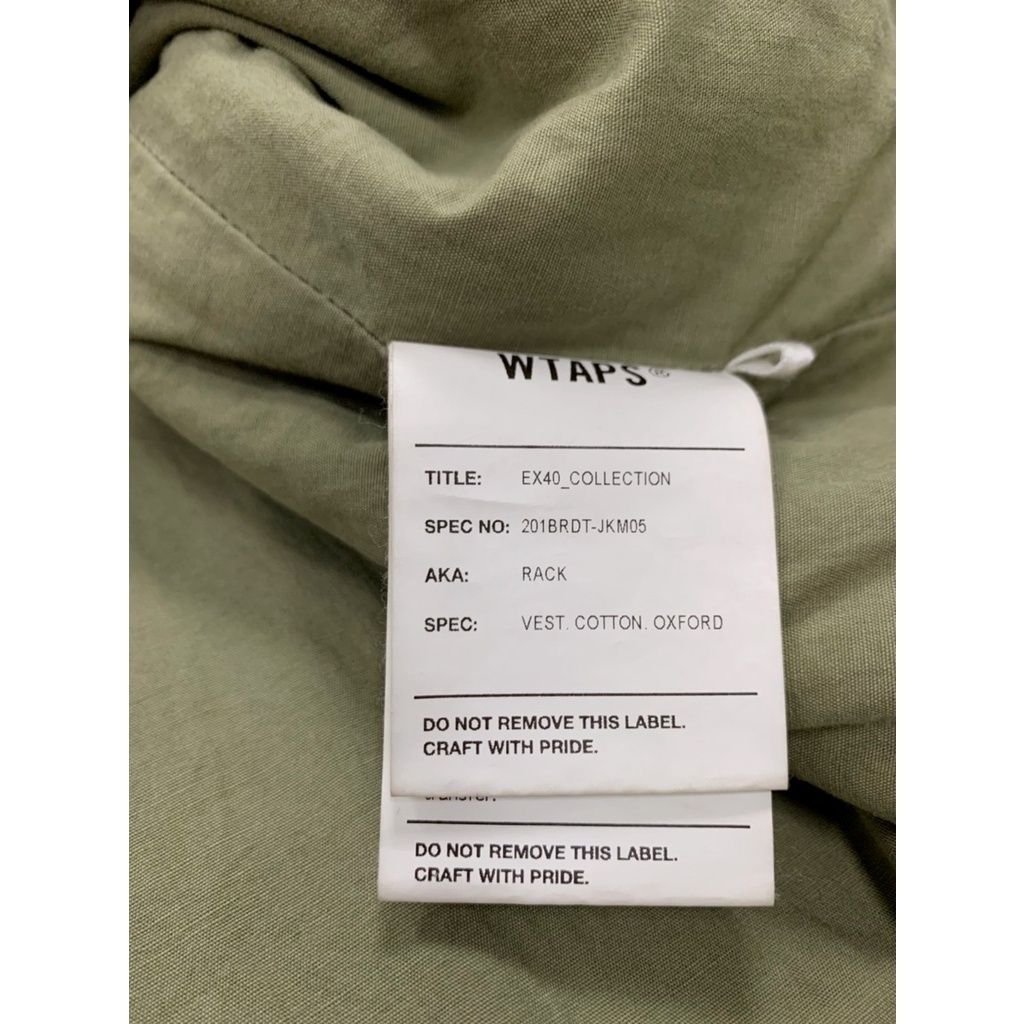 WTAPS®
TITLE: EX40_COLLECTION
SPEC NO: 201BRDT-JKM05
AKA: RACK
SPEC: VEST. COTTON. OXFORD
DO NOT REMOVE THIS LABEL.
CRAFT WITH PRIDE.
transfer.
DO NOT REMOVE THIS LABEL.
CRAFT WITH PRIDE.